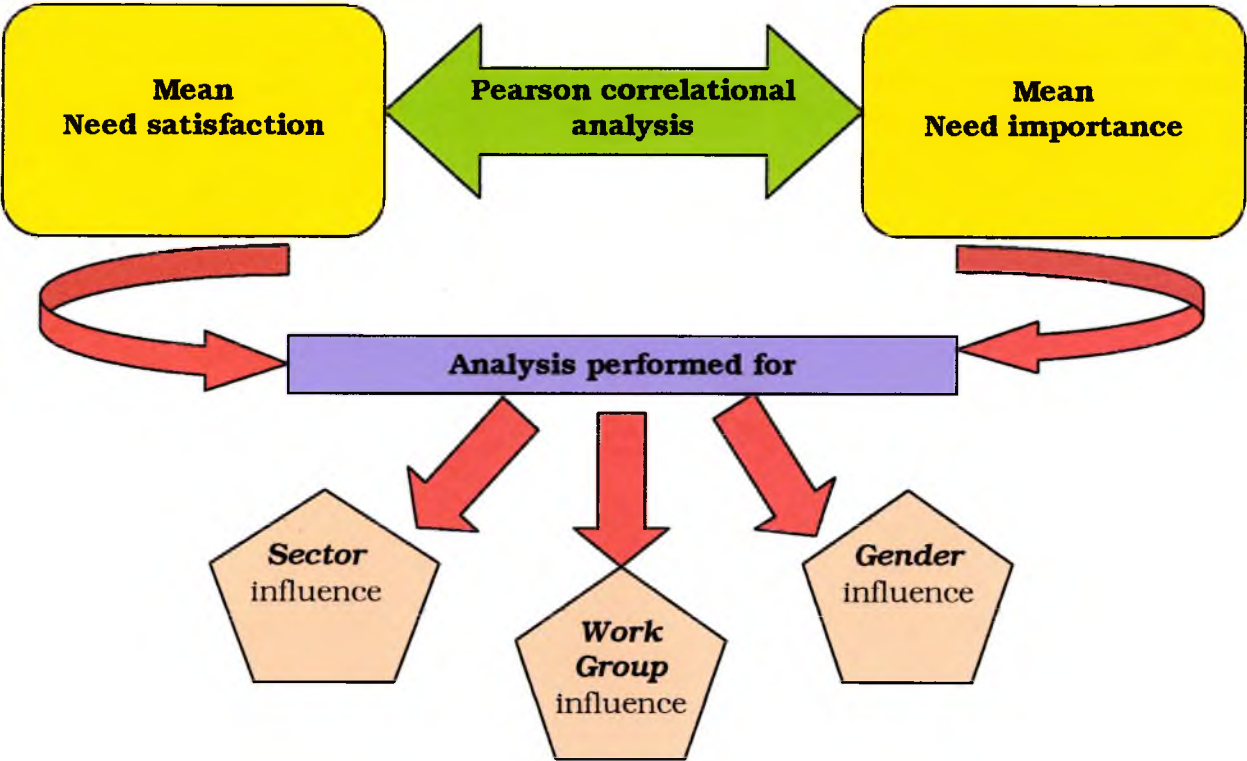 Mean
Need satisfaction
Pearson correlational
analysis
Mean
Need importance
Analysis performed for
Sector
influence
Work
Group
influence
Gender
influence